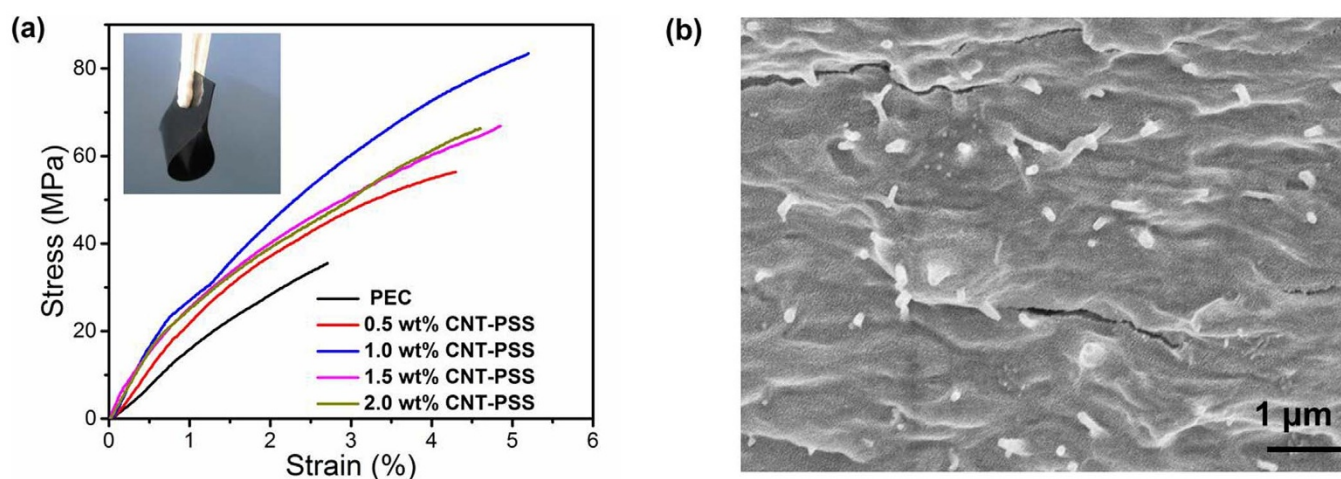 (a)
Stress (MPa)
80
60
40
20
0
PEC
0.5 wt% CNT-PSS
1.0 wt% CNT-PSS
1.5 wt% CNT-PSS
2.0 wt% CNT-PSS
0 1 2 3 4 5 6
Strain (%)
(b)
1 μm